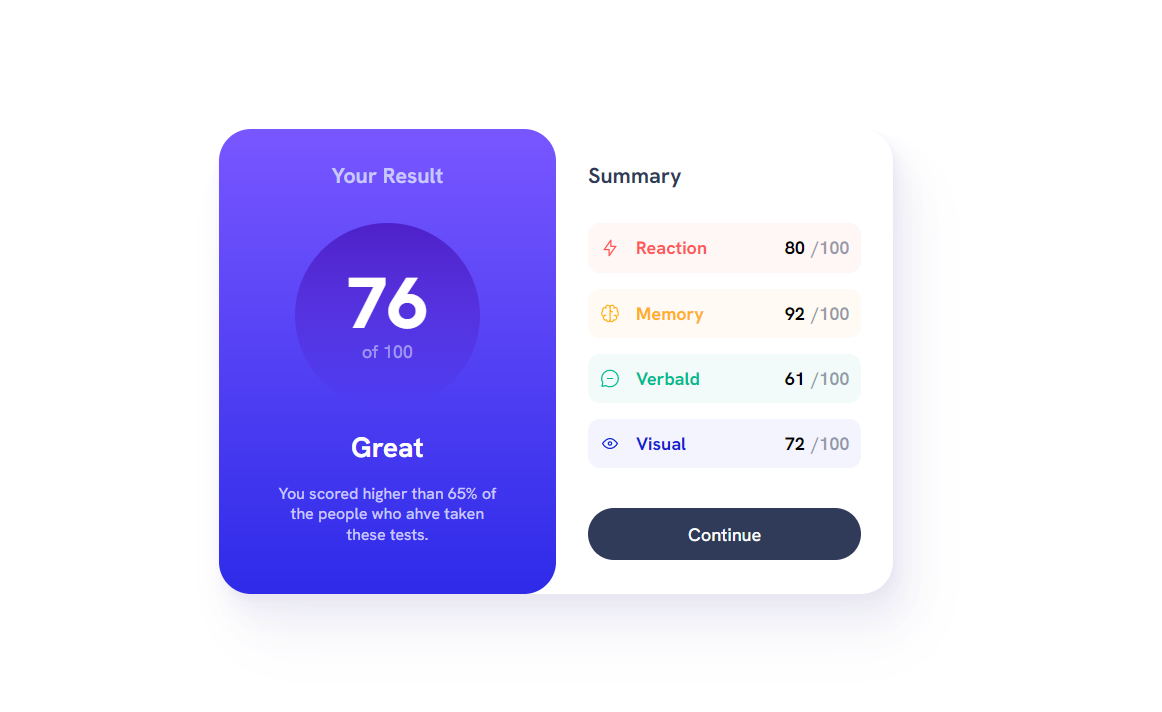 Your Result
76
of 100
Great
You scored higher than 65% of
the people who ahve taken
these tests.
Summary
Reaction 80 /100
Memory 92 /100
Verbald 61 /100
Visual 72 /100
Continue